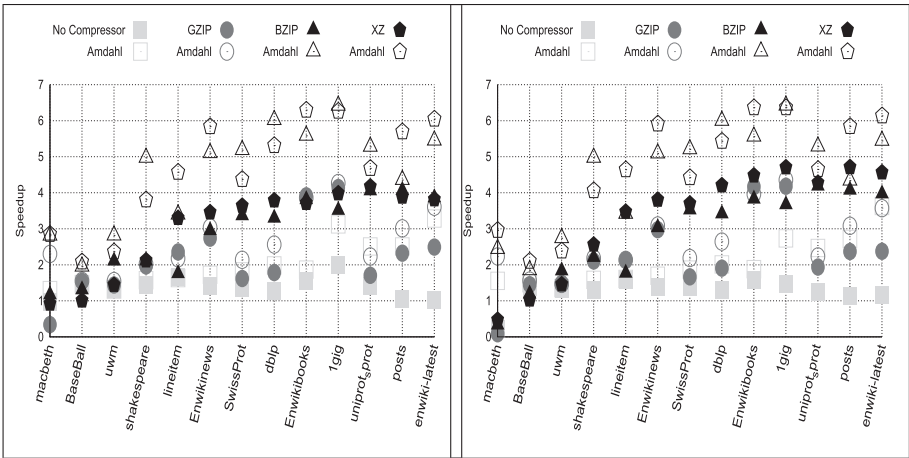 No Compressor GZIP BZIP XZ
Amdahl Amdahl Amdahl Amdahl
7
6
5
4
3
2
1
0
Speedup
macbeth
BaseBall
uwm
shakespeare
lineitem
Enwikinews
SwissProt
dblp
Enwikibooks
1gig
uniprotsprot
posts
enwiki-latest
No Compressor GZIP BZIP XZ
Amdahl Amdahl Amdahl Amdahl
7
6
5
4
3
2
1
0
Speedup
macbeth
BaseBall
uwm
shakespeare
lineitem
Enwikinews
SwissProt
dblp
Enwikibooks
1gig
uniprotsprot
posts
enwiki-latest